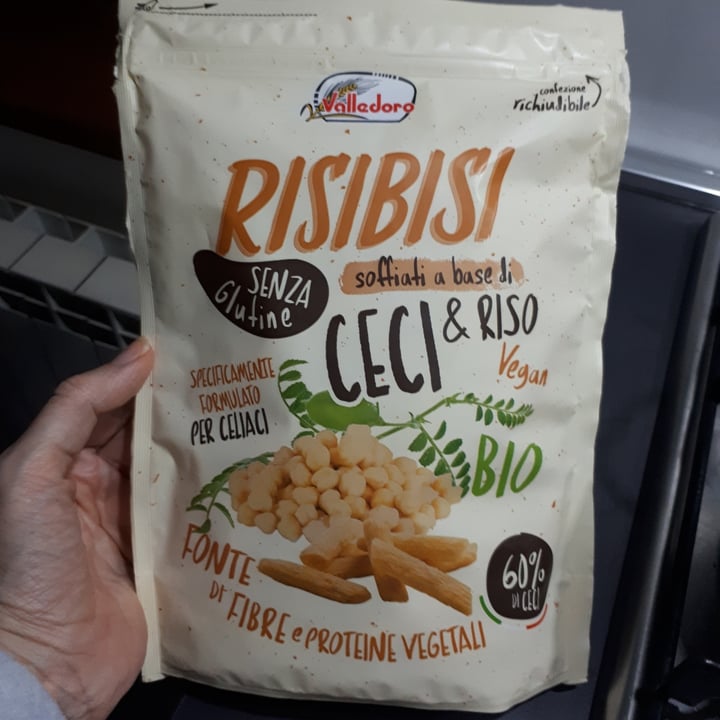 Valledoro
confezione
richiudibile
RISIBISI
SENZA
Glutine
soffiati a base di
CECI & RISO
Vegan
SPECIFICAMENTE
FORMULATO
PER CELIACI
BIO
FONTE
DI FIBRE e PROTEINE VEGETALI
60%
DI CECI